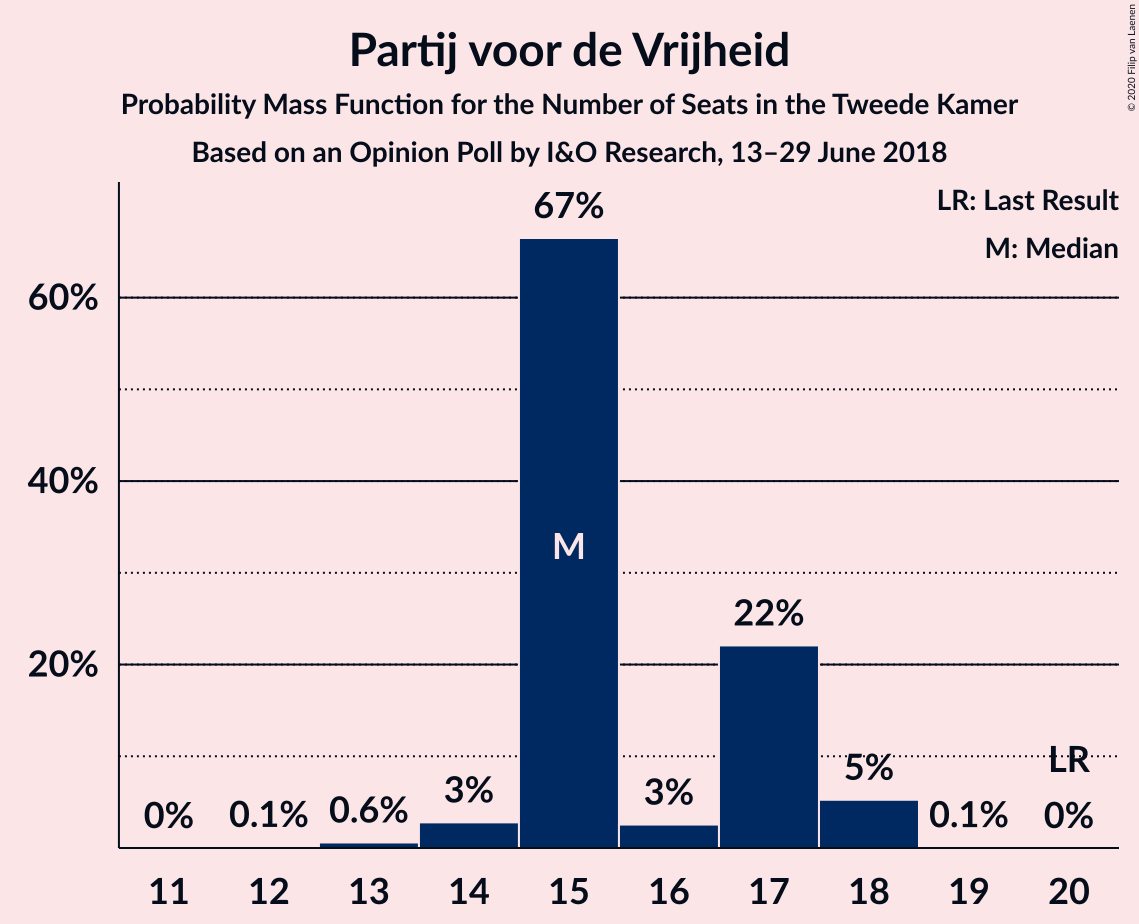 Partij voor de Vrijheid
Probability Mass Function for the Number of Seats in the Tweede Kamer
Based on an Opinion Poll by I&O Research, 13–29 June 2018
© 2020 Filip van Laenen
LR: Last Result
M: Median
60%
40%
20%
0%
0.1%
0.6%
3%
67%
M
3%
22%
5%
0.1%
LR
0%
11 12 13 14 15 16 17 18 19 20